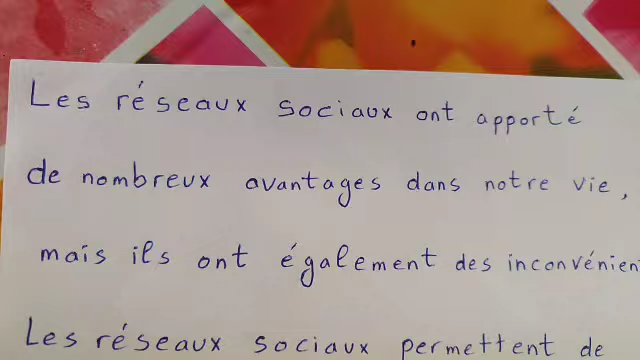 Les réseaux sociaux ont apporté
de nombreux avantages dans notre vie,
mais ils ont également des inconvénien
Les réseaux sociaux permettent de